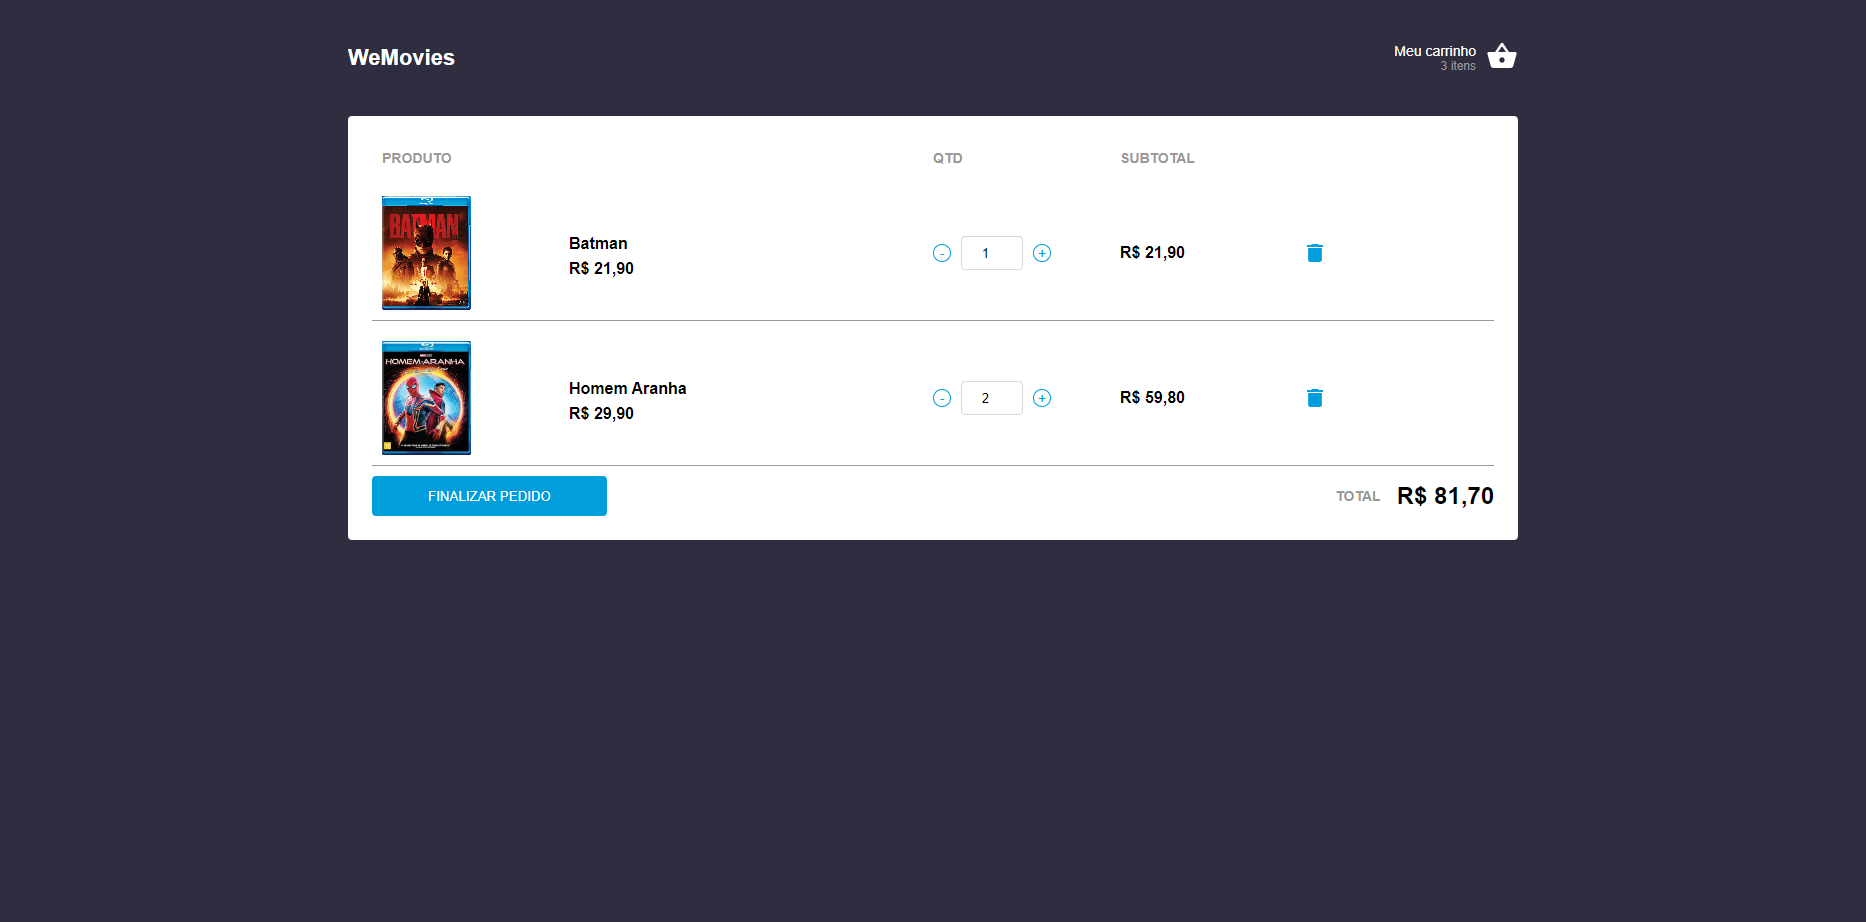 WeMovies
Meu carrinho
3 itens
PRODUTO QTD SUBTOTAL
BATMAN
Batman
R$ 21,90
- 1 +
R$ 21,90
HOMEM-ARANHA
Homem Aranha
R$ 29,90
- 2 +
R$ 59,80
FINALIZAR PEDIDO
TOTAL R$ 81,70